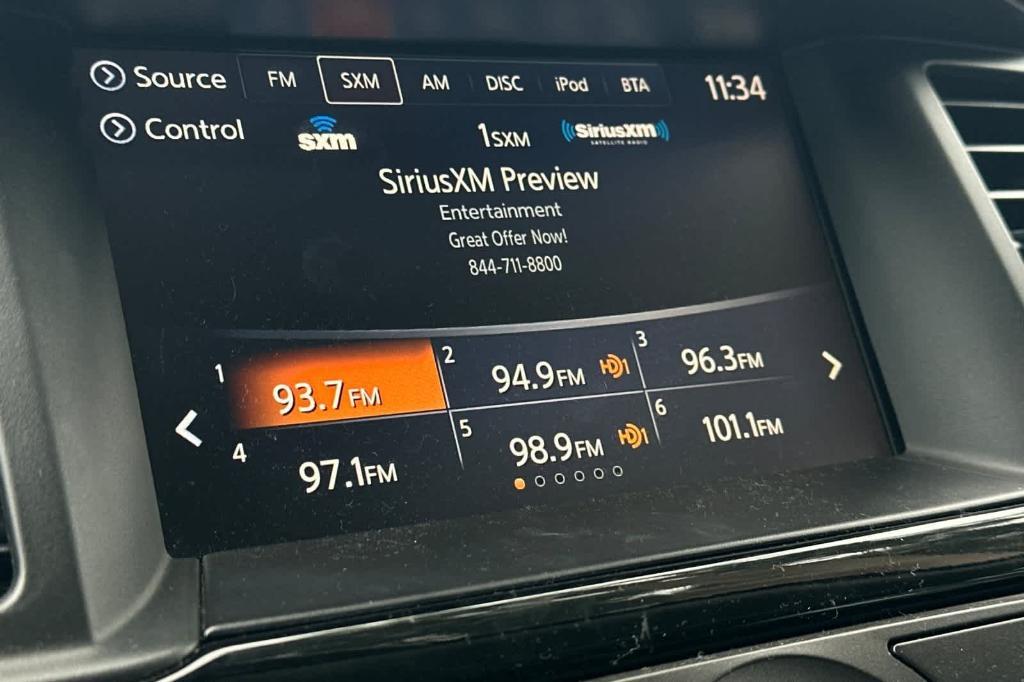 Source FM SXM AM DISC iPod BTA 11:34
Control sxm 1SXM SiriusXM
SATELLITE RADIO
SiriusXM Preview
Entertainment
Great Offer Now!
844-711-8800
1 93.7FM 2 94.9FM HD1 3 96.3FM
4 97.1FM 5 98.9FM HD1 6 101.1FM